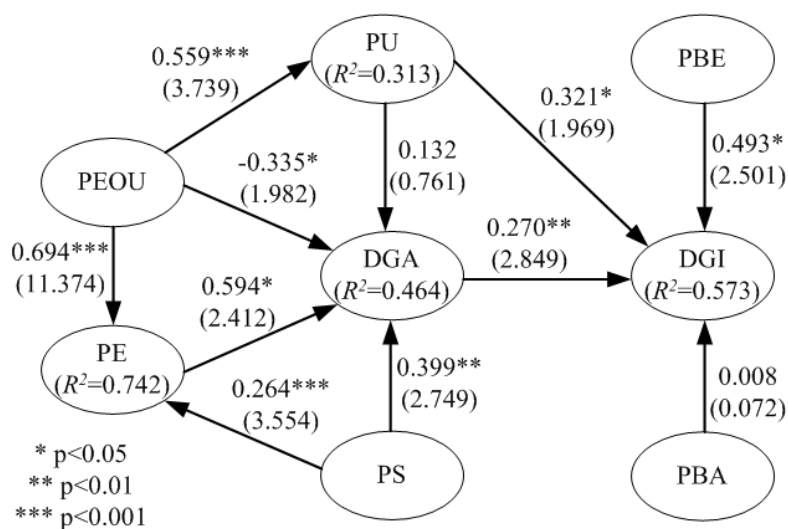 PU
(R²=0.313)
PBE
0.559***
(3.739)
0.321*
(1.969)
0.493*
(2.501)
PEOU
-0.335*
(1.982)
0.132
(0.761)
0.694***
(11.374)
DGA
(R²=0.464)
0.270**
(2.849)
DGI
(R²=0.573)
0.594*
(2.412)
PE
(R²=0.742)
0.264***
(3.554)
0.399**
(2.749)
0.008
(0.072)
PS
PBA
* p<0.05
** p<0.01
*** p<0.001